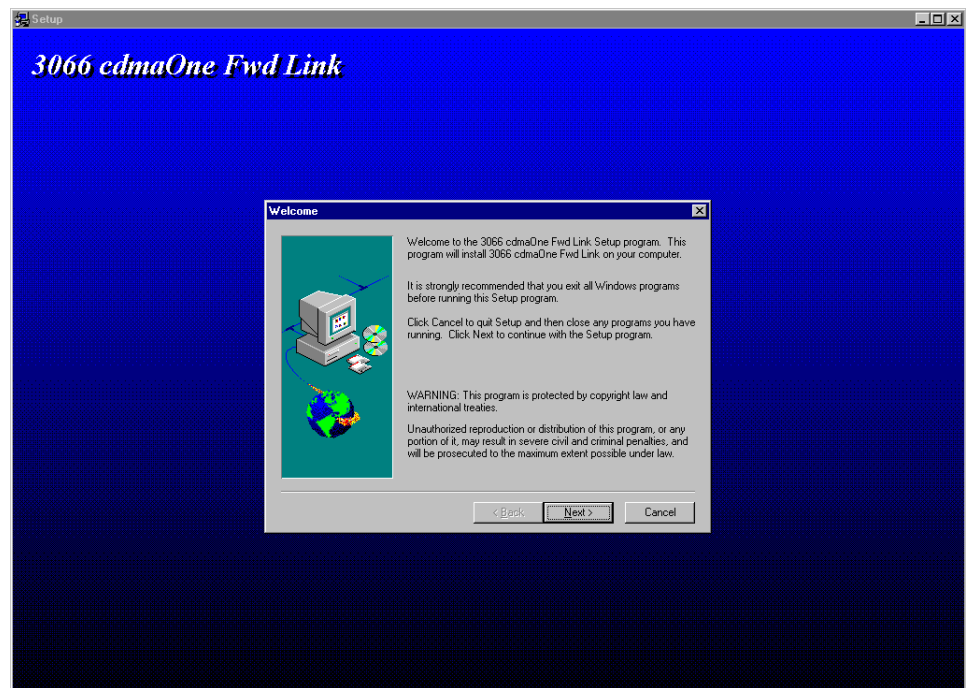 Setup
3066 cdmaOne Fwd Link
Welcome
Welcome to the 3066 cdmaOne Fwd Link Setup program. This
program will install 3066 cdmaOne Fwd Link on your computer.
It is strongly recommended that you exit all Windows programs
before running this Setup program.
Click Cancel to quit Setup and then close any programs you have
running. Click Next to continue with the Setup program.
WARNING: This program is protected by copyright law and
international treaties.
Unauthorized reproduction or distribution of this program, or any
portion of it, may result in severe civil and criminal penalties, and
will be prosecuted to the maximum extent possible under law.
< Back Next > Cancel